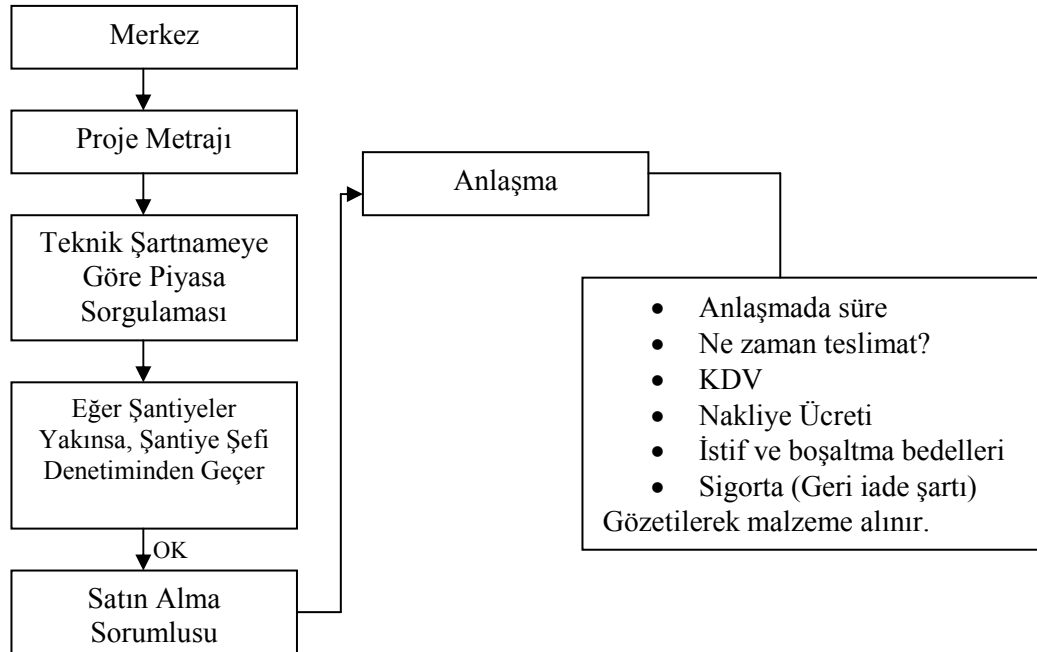 Merkez
Proje Metrajı
Teknik Şartnameye
Göre Piyasa
Sorgulaması
Eğer Şantiyeler
Yakınsa, Şantiye Şefi
Denetiminden Geçer
OK
Satın Alma
Sorumlusu
Anlaşma
• Anlaşmada süre
• Ne zaman teslimat?
• KDV
• Nakliye Ücreti
• İstif ve boşaltma bedelleri
• Sigorta (Geri iade şartı)
Gözetilerek malzeme alınır.